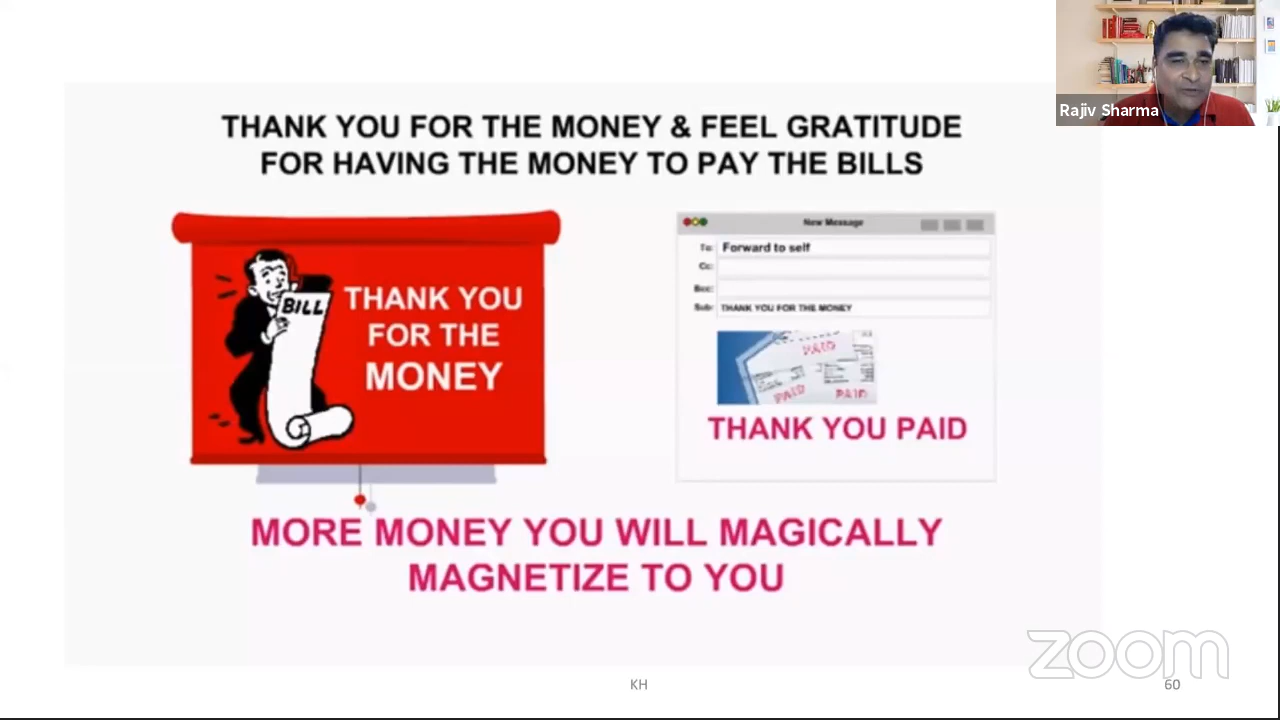 Rajiv Sharma
THANK YOU FOR THE MONEY & FEEL GRATITUDE
FOR HAVING THE MONEY TO PAY THE BILLS
BILL
THANK YOU
FOR THE
MONEY
New Message
To: Forward to self
Cc:
Bcc:
Sub: THANK YOU FOR THE MONEY
PAID
PAID
PAID
THANK YOU PAID
MORE MONEY YOU WILL MAGICALLY
MAGNETIZE TO YOU
zoom
KH
60